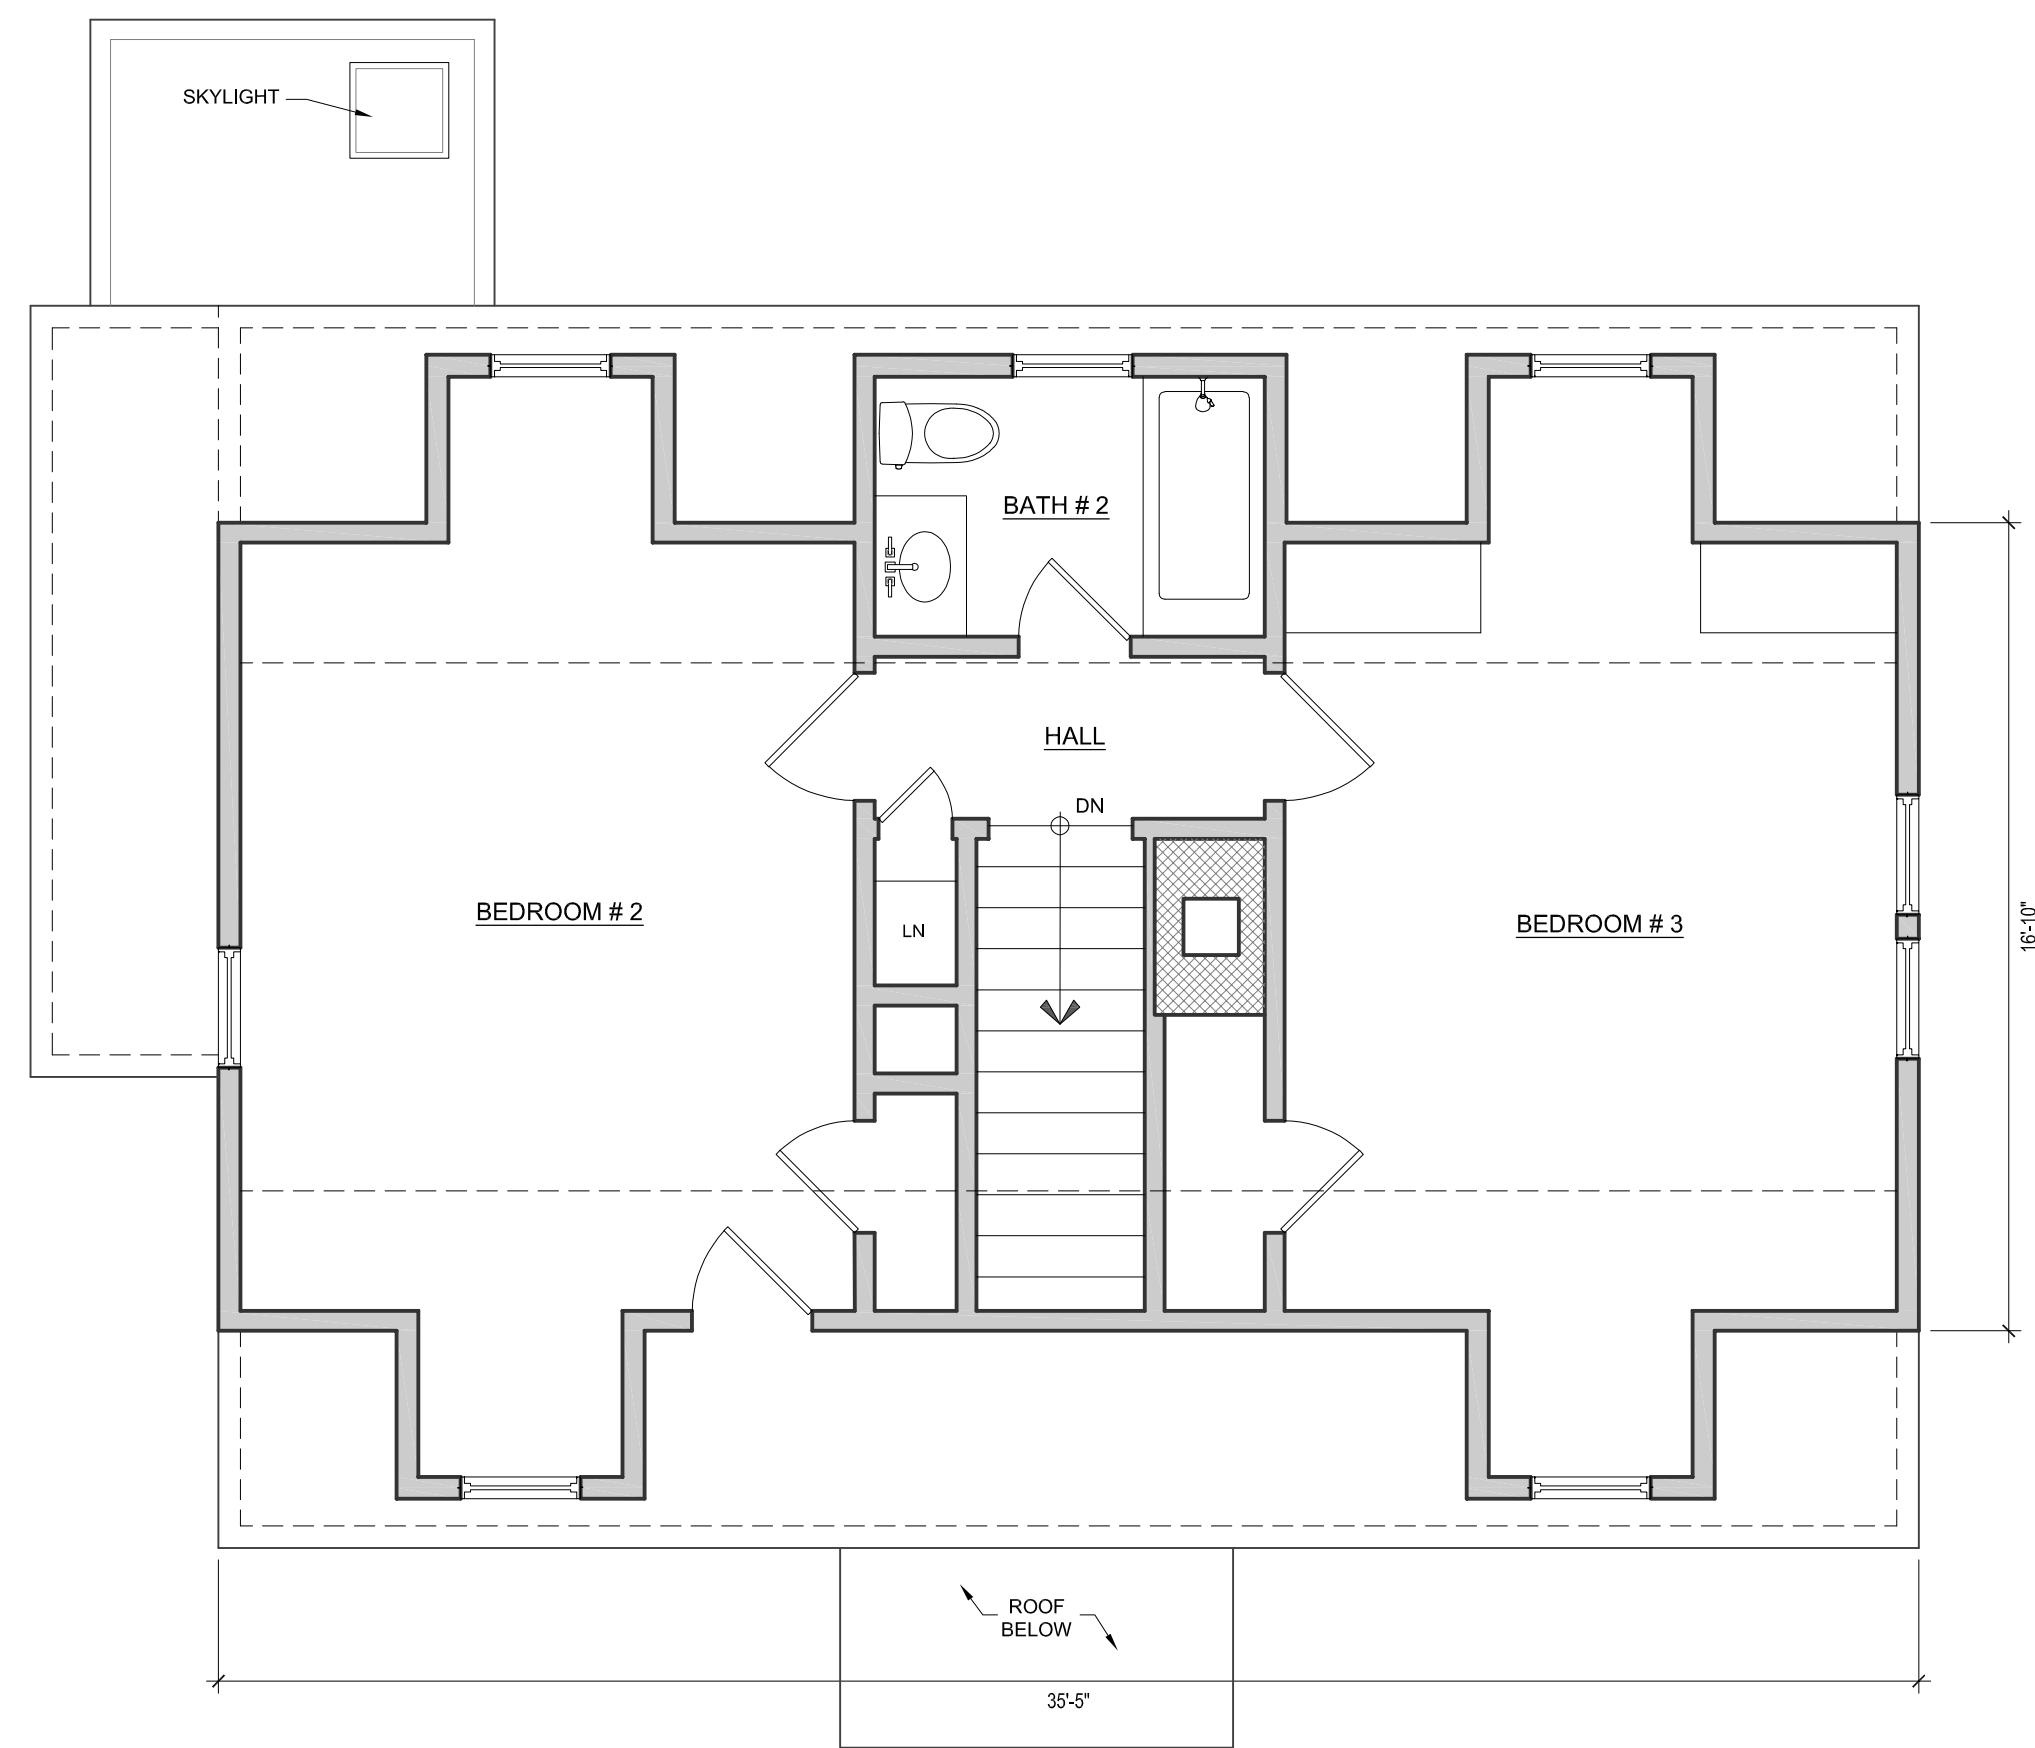 SKYLIGHT
BATH # 2
HALL
DN
BEDROOM # 2
LN
BEDROOM # 3
16'-10"
ROOF
BELOW
35'-5"